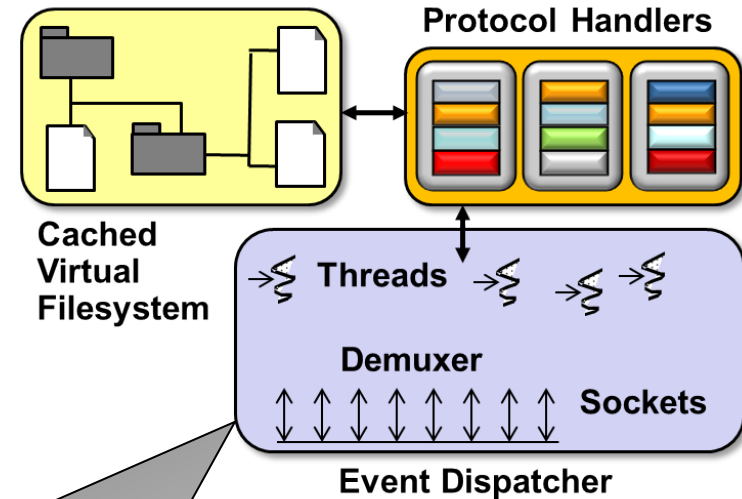 Protocol Handlers
Cached
Virtual
Filesystem
Threads
Demuxer
Sockets
Event Dispatcher